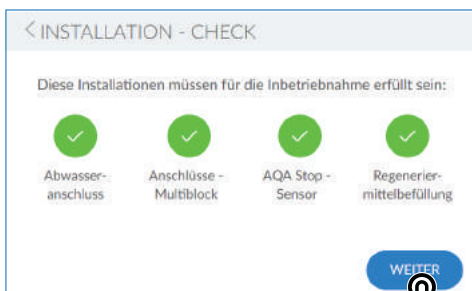 INSTALLATION - CHECK
Diese Installationen müssen für die Inbetriebnahme erfüllt sein:
Abwasser-
anschluss
Anschlüsse -
Multiblock
AQA Stop -
Sensor
Regenerier-
mittelbefüllung
WEITER